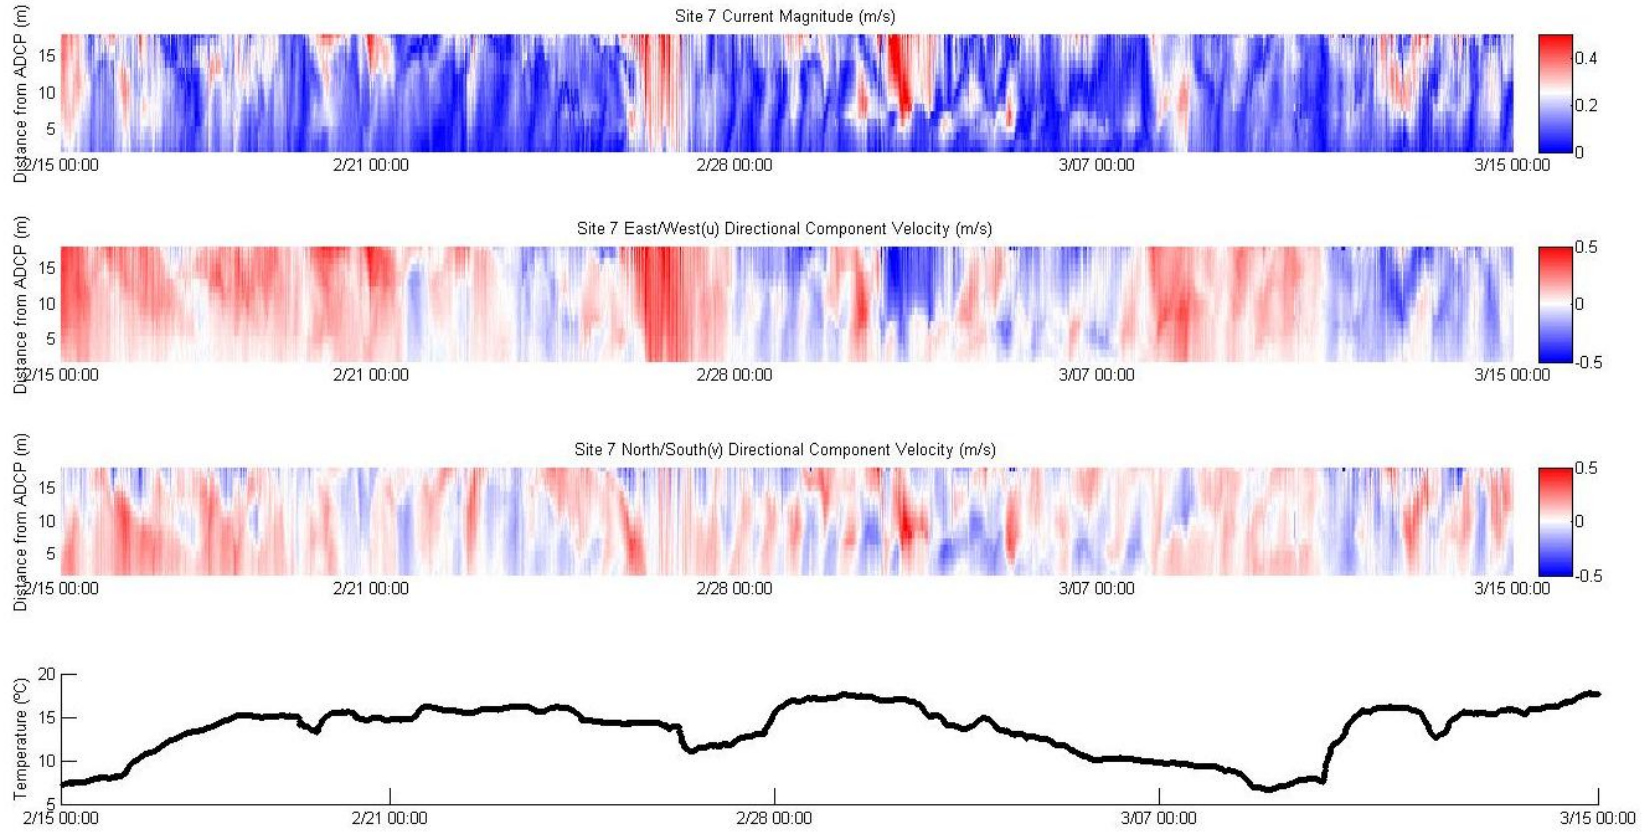 Site 7 Current Magnitude (m/s)
Distance from ADCP (m)
15
10
5
2/15 00:00 2/21 00:00 2/28 00:00 3/07 00:00 3/15 00:00
0.4
0.2
0
Site 7 East/West(u) Directional Component Velocity (m/s)
Distance from ADCP (m)
15
10
5
2/15 00:00 2/21 00:00 2/28 00:00 3/07 00:00 3/15 00:00
0.5
0
-0.5
Site 7 North/South(v) Directional Component Velocity (m/s)
Distance from ADCP (m)
15
10
5
2/15 00:00 2/21 00:00 2/28 00:00 3/07 00:00 3/15 00:00
0.5
0
-0.5
Temperature (ºC)
20
15
10
5
2/15 00:00 2/21 00:00 2/28 00:00 3/07 00:00 3/15 00:00